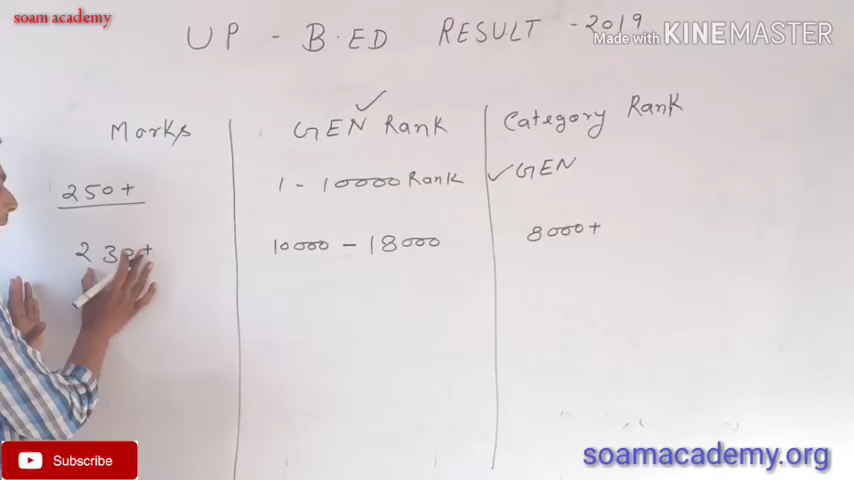 soam academy
UP - B.ED RESULT - 2019
Made with KINEMASTER
Marks GEN Rank Category Rank
250+ 1 - 10000 Rank GEN
230+ 10000 - 18000 8000+
Subscribe
soamacademy.org